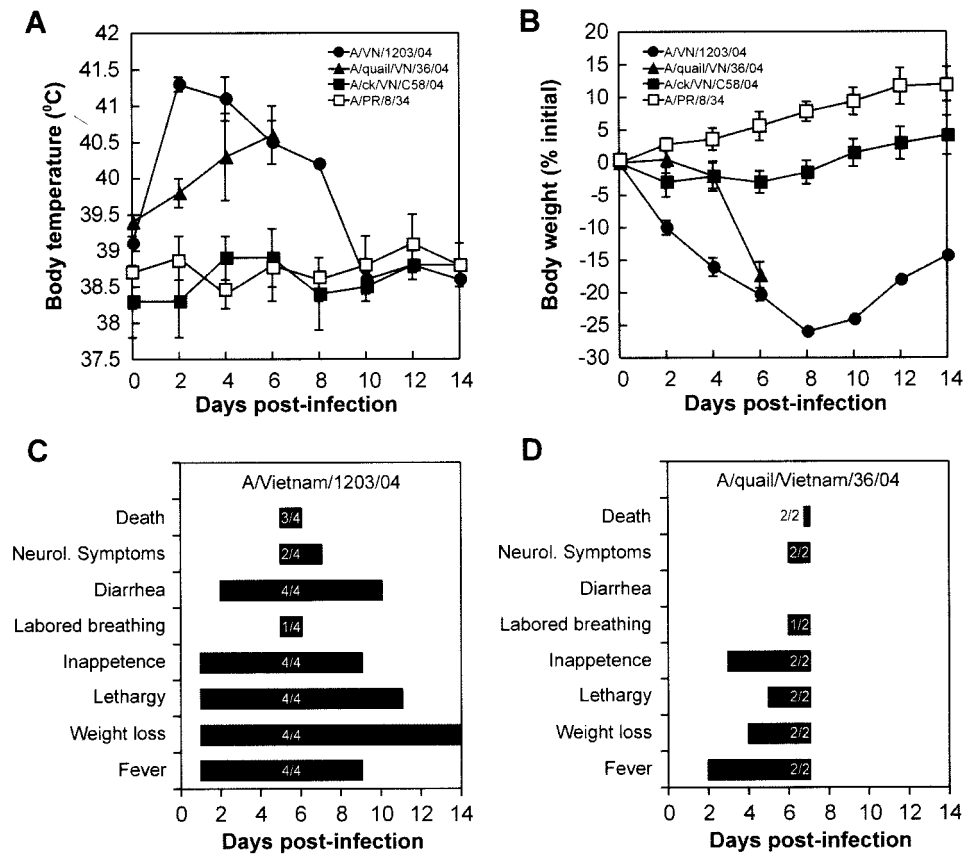 A
A/VN/1203/04
A/quail/VN/36/04
A/ck/VN/C58/04
A/PR/8/34
Body temperature (⁰C)
42
41.5
41
40.5
40
39.5
39
38.5
38
37.5
0 2 4 6 8 10 12 14
Days post-infection
B
A/VN/1203/04
A/quail/VN/36/04
A/ck/VN/C58/04
A/PR/8/34
Body weight (% initial)
20
15
10
5
0
-5
-10
-15
-20
-25
-30
0 2 4 6 8 10 12 14
Days post-infection
C
A/Vietnam/1203/04
Death 3/4
Neurol. Symptoms 2/4
Diarrhea 4/4
Labored breathing 1/4
Inappetence 4/4
Lethargy 4/4
Weight loss 4/4
Fever 4/4
0 2 4 6 8 10 12 14
Days post-infection
D
A/quail/Vietnam/36/04
Death 2/2
Neurol. Symptoms 2/2
Diarrhea
Labored breathing 1/2
Inappetence 2/2
Lethargy 2/2
Weight loss 2/2
Fever 2/2
0 2 4 6 8 10 12 14
Days post-infection